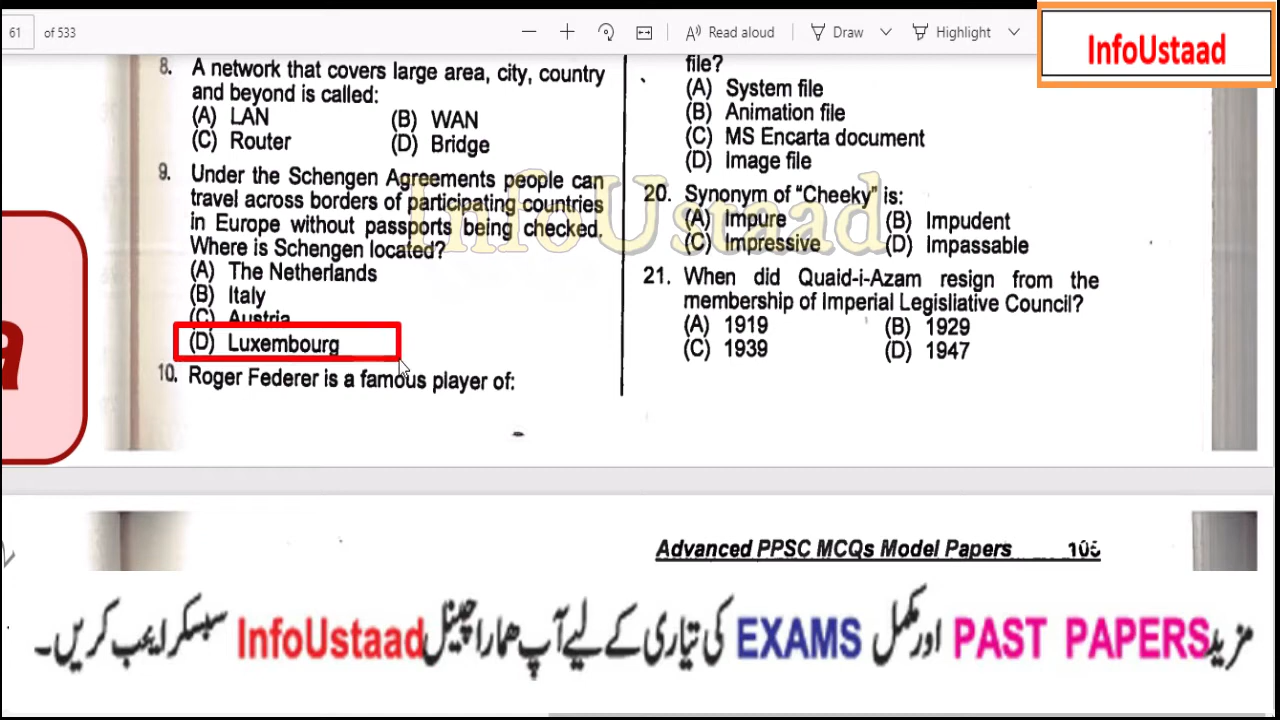 61 of 533 Read aloud Draw Highlight
InfoUstaad
8. A network that covers large area, city, country
and beyond is called:
(A) LAN (B) WAN
(C) Router (D) Bridge
9. Under the Schengen Agreements people can
travel across borders of participating countries
in Europe without passports being checked.
Where is Schengen located?
(A) The Netherlands
(B) Italy
(C) Austria
(D) Luxembourg
10. Roger Federer is a famous player of:
file?
(A) System file
(B) Animation file
(C) MS Encarta document
(D) Image file
20. Synonym of "Cheeky" is:
(A) Impure (B) Impudent
(C) Impressive (D) Impassable
21. When did Quaid-i-Azam resign from the
membership of Imperial Legisliative Council?
(A) 1919 (B) 1929
(C) 1939 (D) 1947
InfoUstaad
a
Advanced PPSC MCQs Model Papers 105
مزید PAST PAPERS اور مکمل EXAMS کی تیاری کے لیے آپ ہمارا چینل InfoUstaad سبسکرائب کریں۔